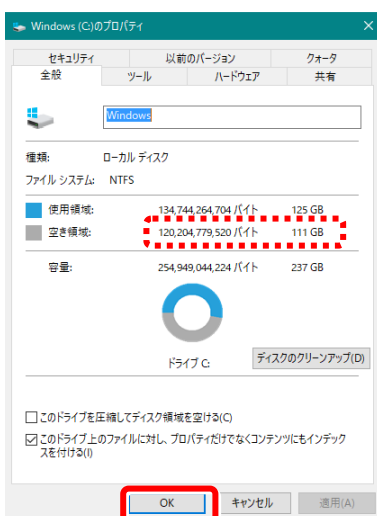 Windows (C:)のプロパティ
セキュリティ 以前のバージョン クォータ
全般 ツール ハードウェア 共有
Windows
種類: ローカル ディスク
ファイル システム: NTFS
使用領域: 134,744,264,704 バイト 125 GB
空き領域: 120,204,779,520 バイト 111 GB
容量: 254,949,044,224 バイト 237 GB
ドライブ C:
ディスクのクリーンアップ(D)
このドライブを圧縮してディスク領域を空ける(C)
このドライブ上のファイルに対し、プロパティだけでなくコンテンツにもインデック
スを付ける(I)
OK キャンセル 適用(A)